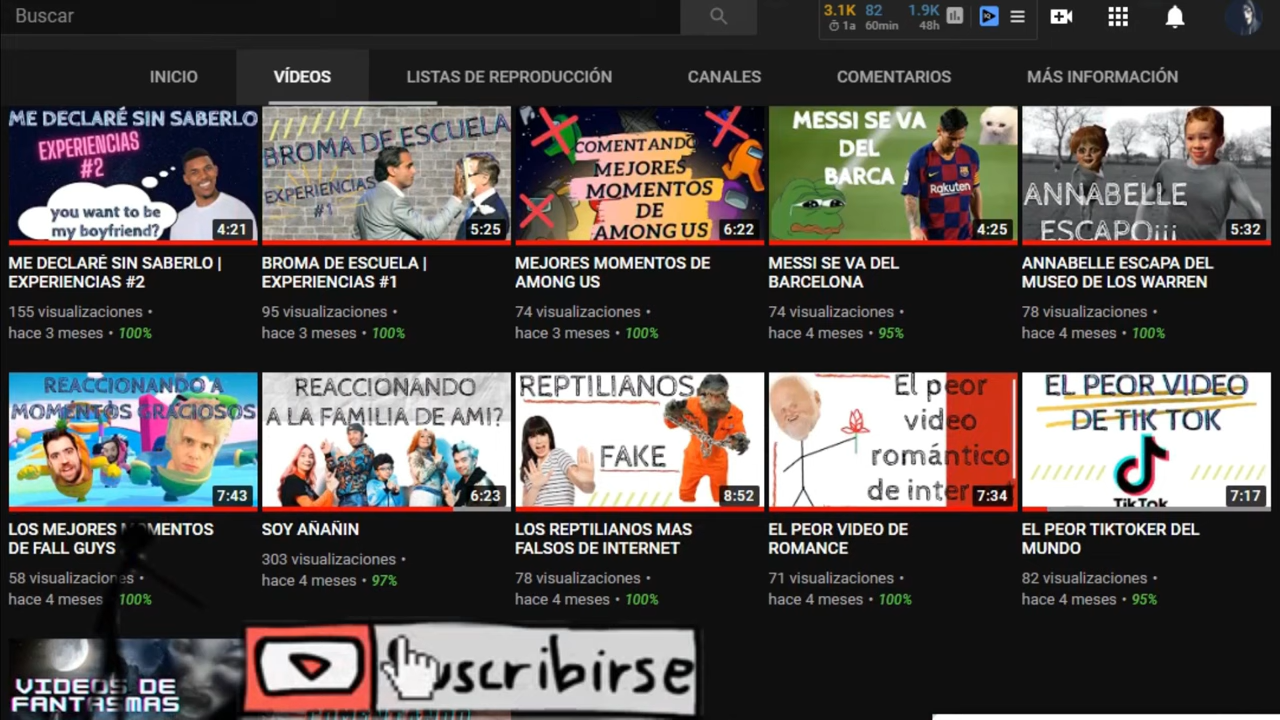 Buscar
3.1K 82 1.9K
1a 60min 48h
INICIO VÍDEOS LISTAS DE REPRODUCCIÓN CANALES COMENTARIOS MÁS INFORMACIÓN
ME DECLARÉ SIN SABERLO
EXPERIENCIAS
#2
you want to be
my boyfriend?
4:21
BROMA DE ESCUELA
EXPERIENCIAS
#1
5:25
COMENTANDO
MEJORES
MOMENTOS
DE
AMONG US
6:22
MESSI SE VA
DEL
BARCA
Rakuten
4:25
ANNABELLE
ESCAPO¡¡¡
5:32
ME DECLARÉ SIN SABERLO |
EXPERIENCIAS #2
155 visualizaciones •
hace 3 meses • 100%
BROMA DE ESCUELA |
EXPERIENCIAS #1
95 visualizaciones •
hace 3 meses • 100%
MEJORES MOMENTOS DE
AMONG US
74 visualizaciones •
hace 3 meses • 100%
MESSI SE VA DEL
BARCELONA
74 visualizaciones •
hace 4 meses • 95%
ANNABELLE ESCAPA DEL
MUSEO DE LOS WARREN
78 visualizaciones •
hace 4 meses • 100%
REACCIONANDO A
MOMENTOS GRACIOSOS
7:43
REACCIONANDO
A LA FAMILIA DE AMI?
6:23
REPTILIANOS
FAKE
8:52
El peor
video
romántico
de inter
7:34
EL PEOR VIDEO
DE TIK TOK
TikTok
7:17
LOS MEJORES MOMENTOS
DE FALL GUYS
58 visualizaciones •
hace 4 meses • 100%
SOY AÑAÑIN
303 visualizaciones •
hace 4 meses • 97%
LOS REPTILIANOS MAS
FALSOS DE INTERNET
78 visualizaciones •
hace 4 meses • 100%
EL PEOR VIDEO DE
ROMANCE
71 visualizaciones •
hace 4 meses • 100%
EL PEOR TIKTOKER DEL
MUNDO
82 visualizaciones •
hace 4 meses • 95%
VIDEOS DE
FANTASMAS
Suscribirse